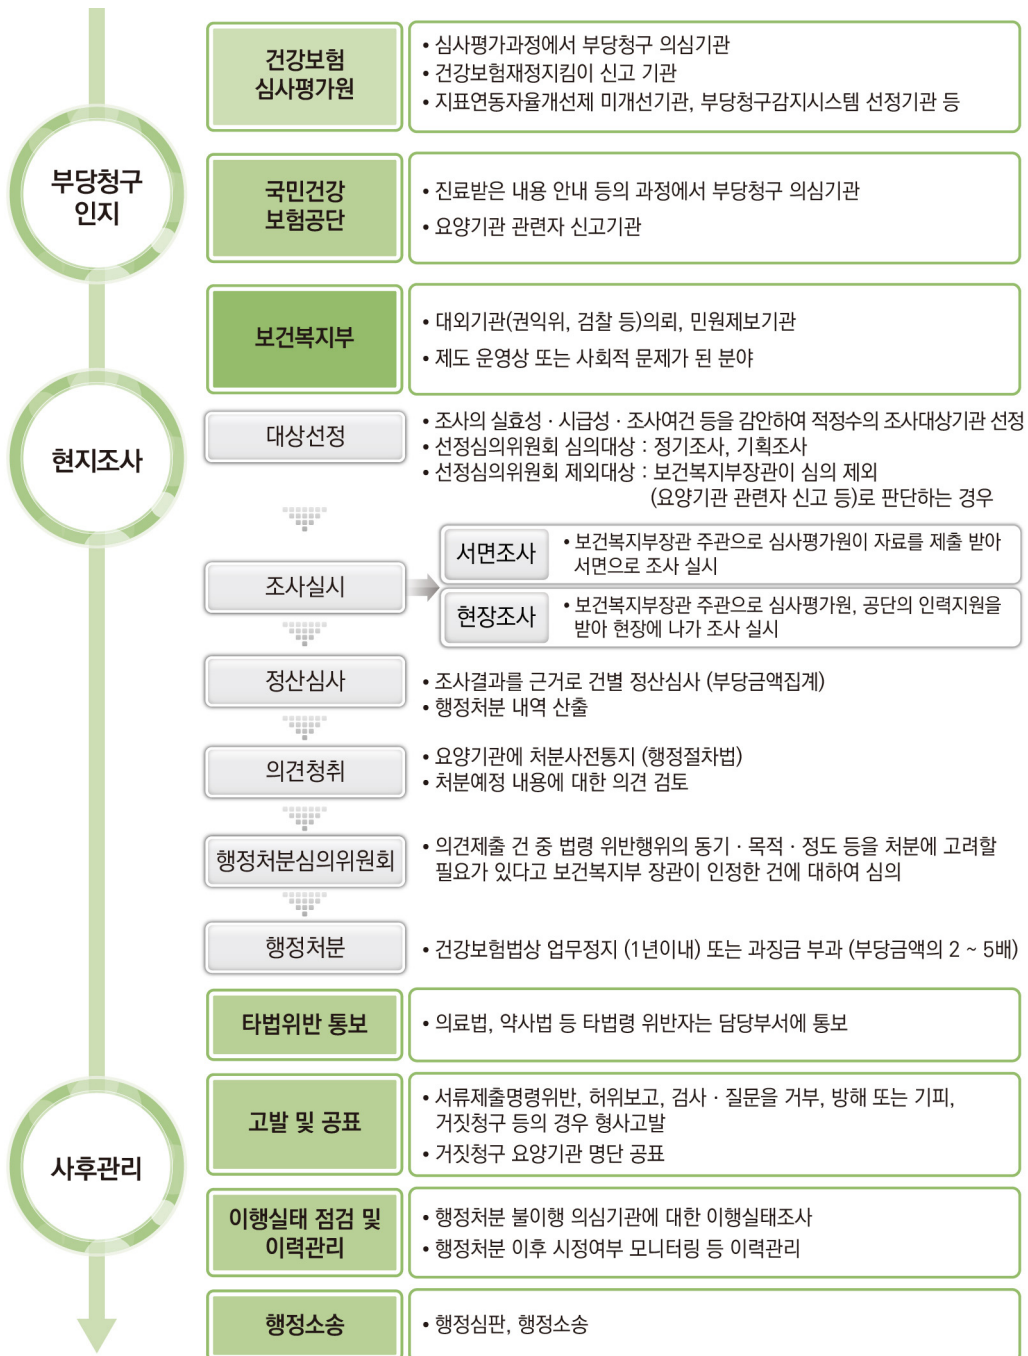 건강보험
심사평가원
• 심사평가과정에서 부당청구 의심기관
• 건강보험재정지킴이 신고 기관
• 지표연동자율개선제 미개선기관, 부당청구감지시스템 선정기관 등
부당청구
인지
국민건강
보험공단
• 진료받은 내용 안내 등의 과정에서 부당청구 의심기관
• 요양기관 관련자 신고기관
보건복지부
• 대외기관(권익위, 검찰 등)의뢰, 민원제보기관
• 제도 운영상 또는 사회적 문제가 된 분야
현지조사
대상선정
• 조사의 실효성 · 시급성 · 조사여건 등을 감안하여 적정수의 조사대상기관 선정
• 선정심의위원회 심의대상 : 정기조사, 기획조사
• 선정심의위원회 제외대상 : 보건복지부장관이 심의 제외
(요양기관 관련자 신고 등)로 판단하는 경우
조사실시
서면조사
• 보건복지부장관 주관으로 심사평가원이 자료를 제출 받아
서면으로 조사 실시
현장조사
• 보건복지부장관 주관으로 심사평가원, 공단의 인력지원을
받아 현장에 나가 조사 실시
정산심사
• 조사결과를 근거로 건별 정산심사 (부당금액집계)
• 행정처분 내역 산출
의견청취
• 요양기관에 처분사전통지 (행정절차법)
• 처분예정 내용에 대한 의견 검토
행정처분심의위원회
• 의견제출 건 중 법령 위반행위의 동기 · 목적 · 정도 등을 처분에 고려할
필요가 있다고 보건복지부 장관이 인정한 건에 대하여 심의
행정처분
• 건강보험법상 업무정지 (1년이내) 또는 과징금 부과 (부당금액의 2 ~ 5배)
타법위반 통보
• 의료법, 약사법 등 타법령 위반자는 담당부서에 통보
사후관리
고발 및 공표
• 서류제출명령위반, 허위보고, 검사 · 질문을 거부, 방해 또는 기피,
거짓청구 등의 경우 형사고발
• 거짓청구 요양기관 명단 공표
이행실태 점검 및
이력관리
• 행정처분 불이행 의심기관에 대한 이행실태조사
• 행정처분 이후 시정여부 모니터링 등 이력관리
행정소송
• 행정심판, 행정소송